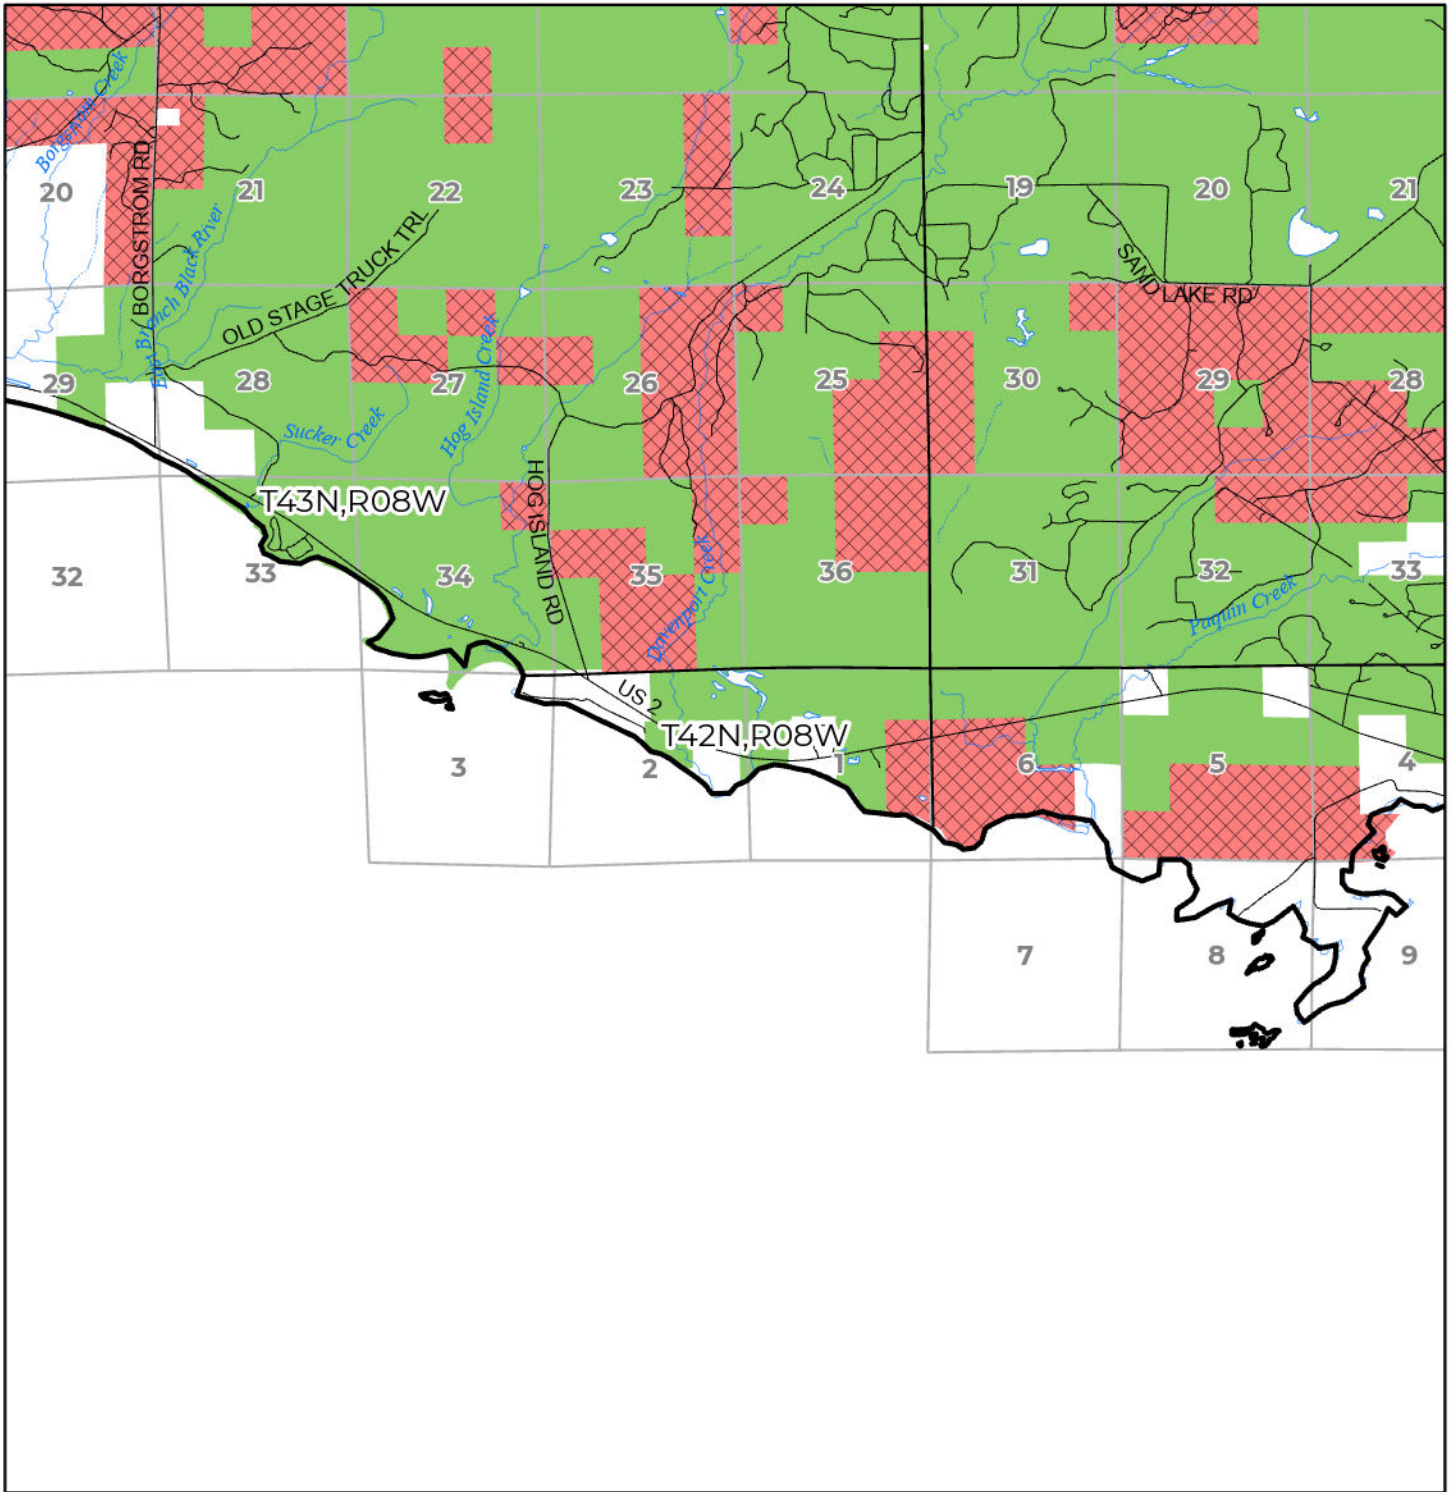 Borgstrom Creek
20
BORGSTROM RD
21
22
23
24
19
20
21
East Branch Black River
OLD STAGE TRUCK TRL
SAND LAKE RD
29
28
27
Hog Island Creek
26
25
30
29
28
Sucker Creek
T43N,R08W
HOG ISLAND RD
32
33
34
35
Davenport Creek
36
31
32
Paquin Creek
33
US 2
T42N,R08W
3
2
1
6
5
4
7
8
9